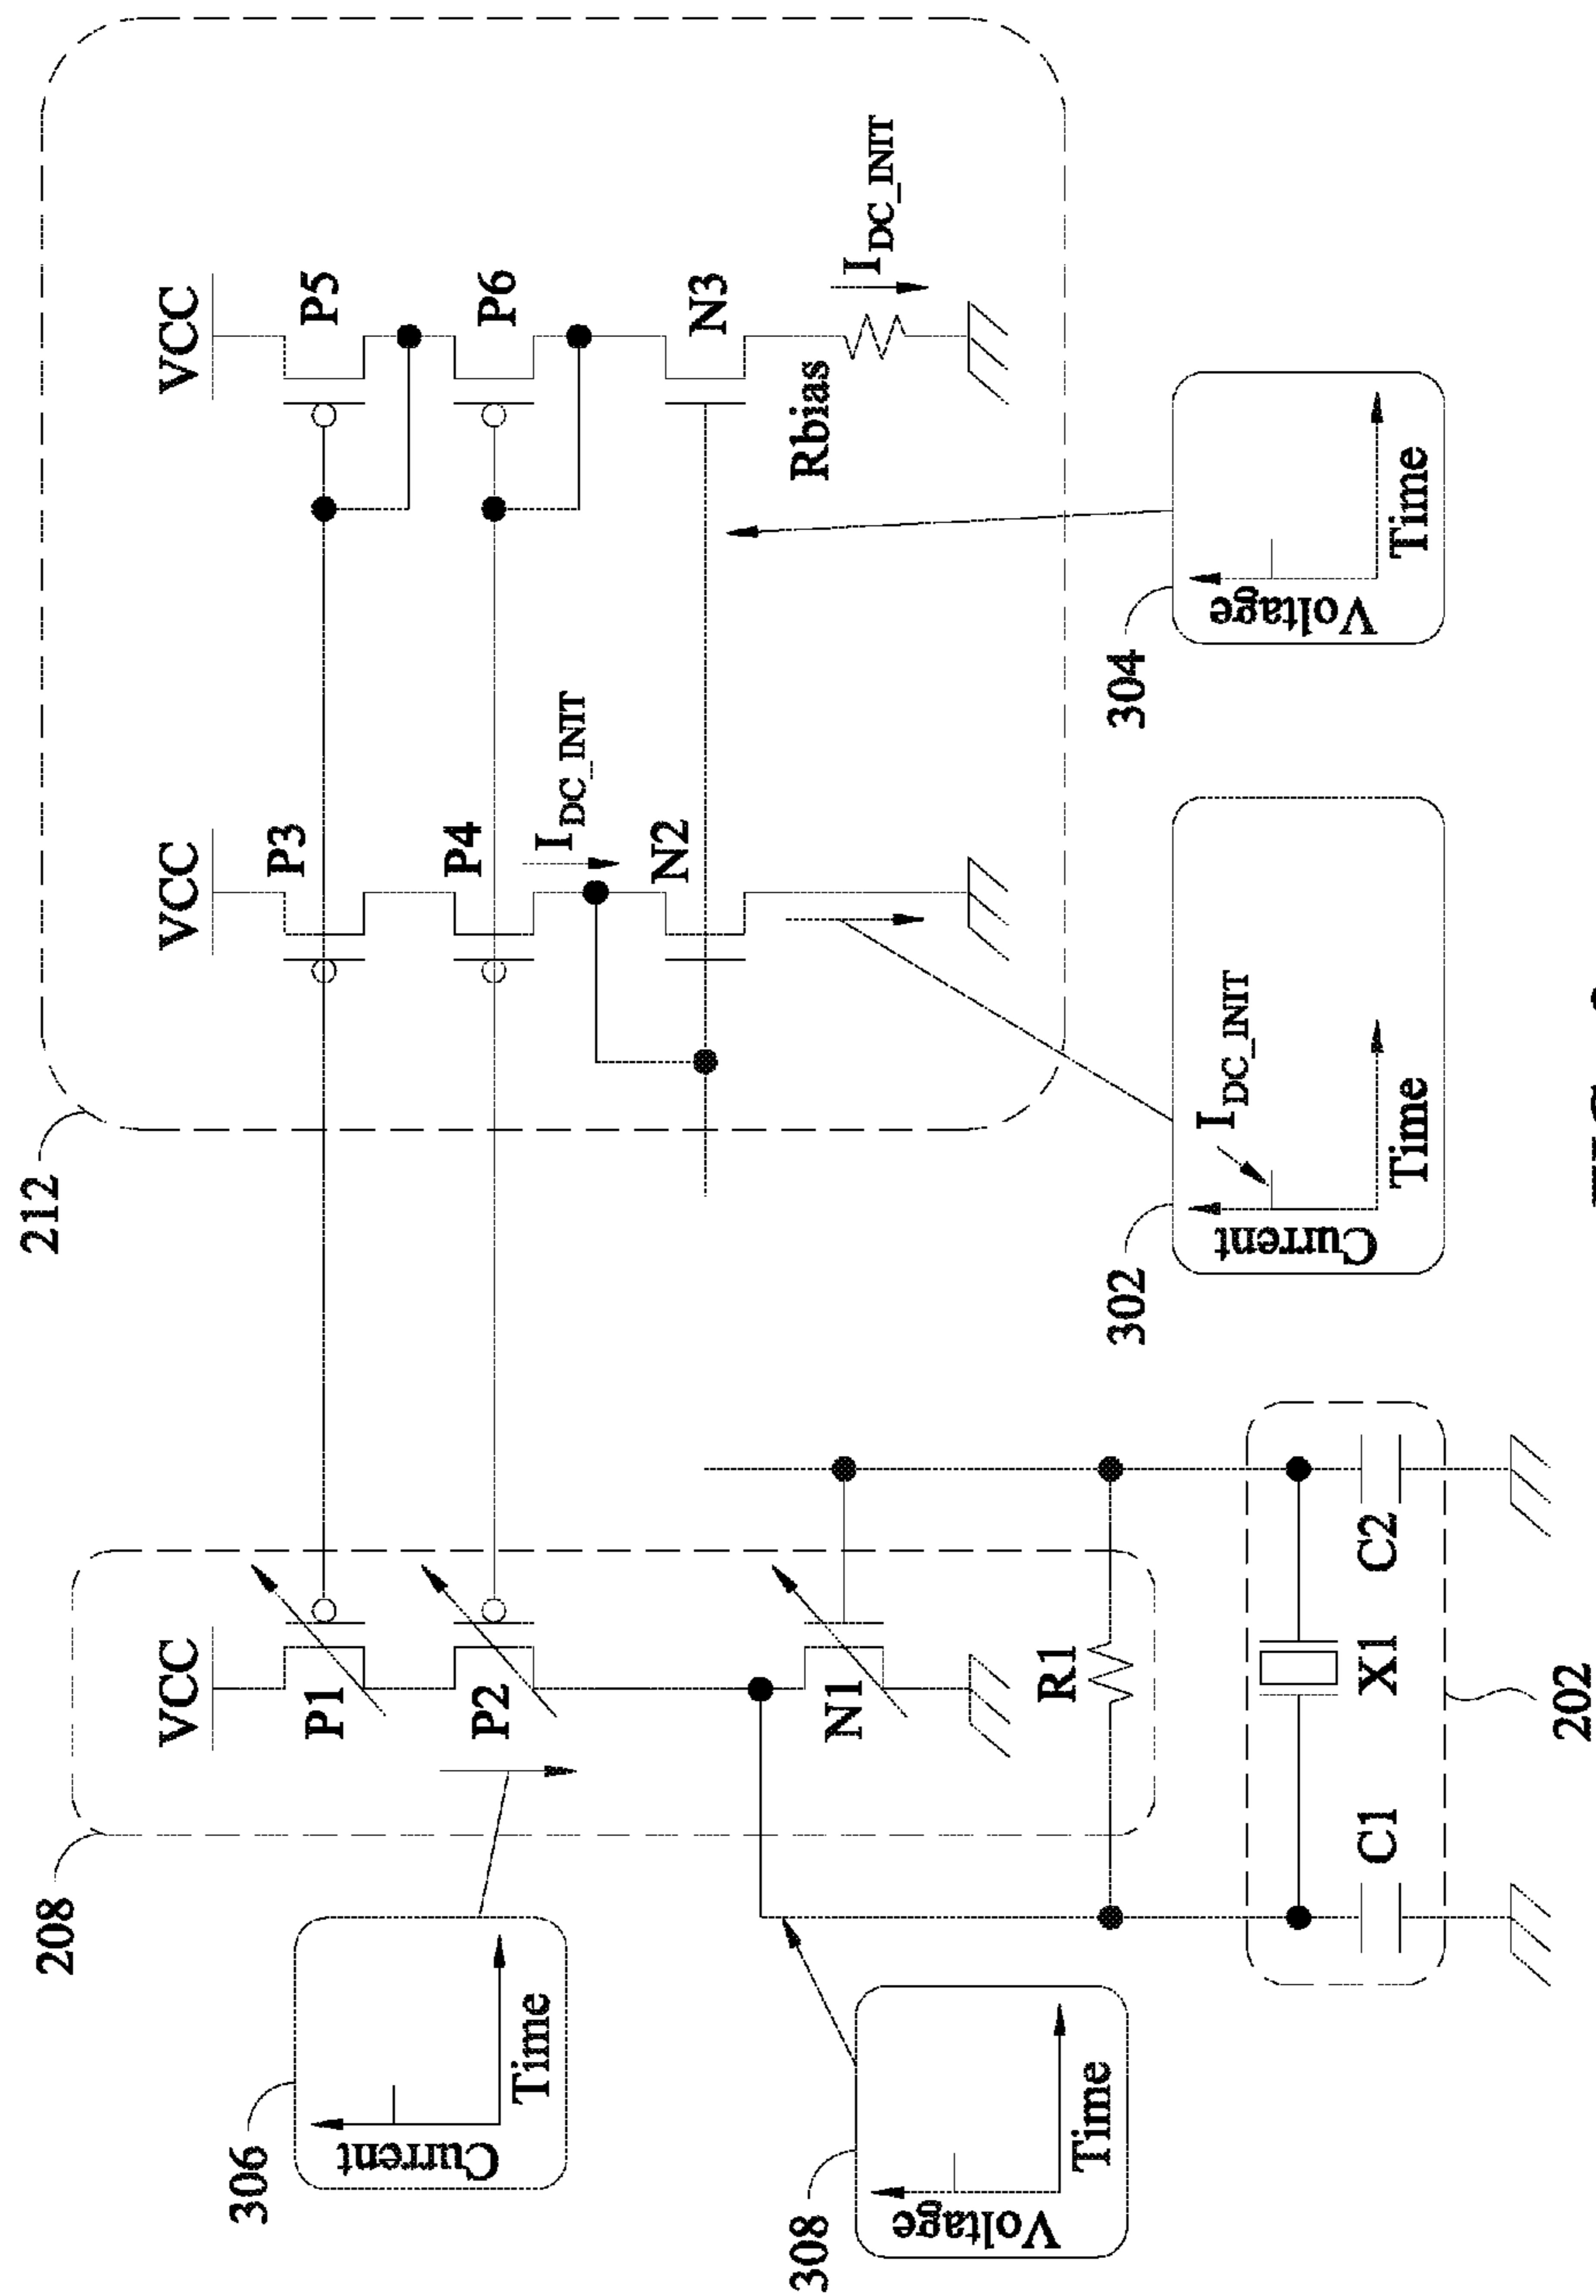 212
VCC
P5
P6
N3
Rbias
I_DC_INIT
VCC
P3
P4
I_DC_INIT
N2
208
VCC
P1
P2
N1
R1
306
Current
Time
308
Voltage
Time
302
Current
Time
I_DC_INIT
304
Voltage
Time
C1
X1
C2
202